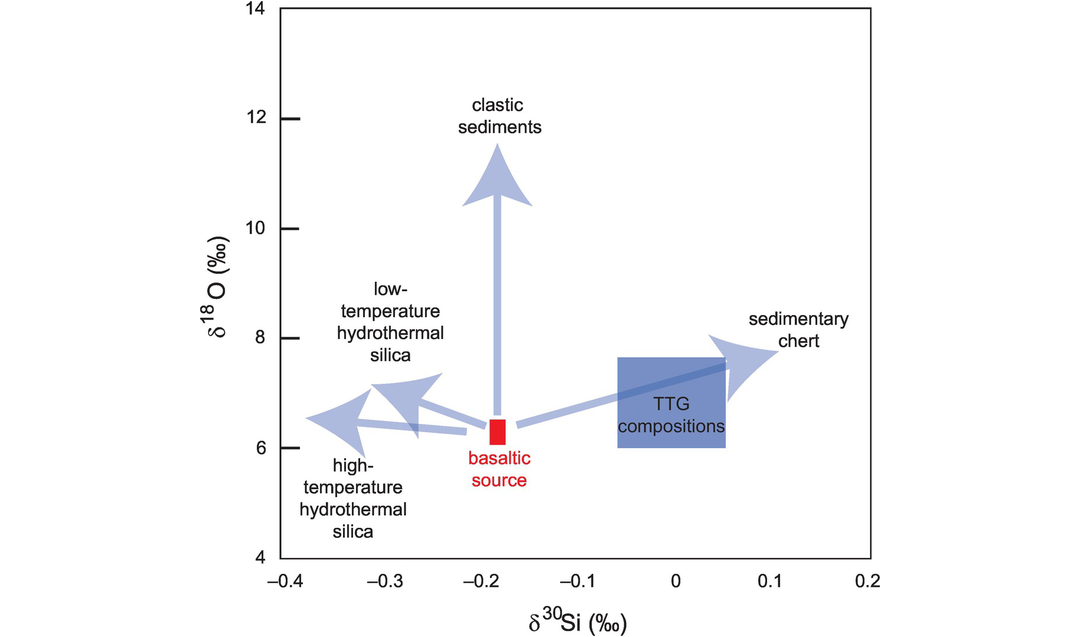 14
12
10
8
6
4
δ18O (‰)
clastic
sediments
low-
temperature
hydrothermal
silica
sedimentary
chert
TTG
compositions
basaltic
source
high-
temperature
hydrothermal
silica
–0.4
–0.3
–0.2
–0.1
0
0.1
0.2
δ30Si (‰)